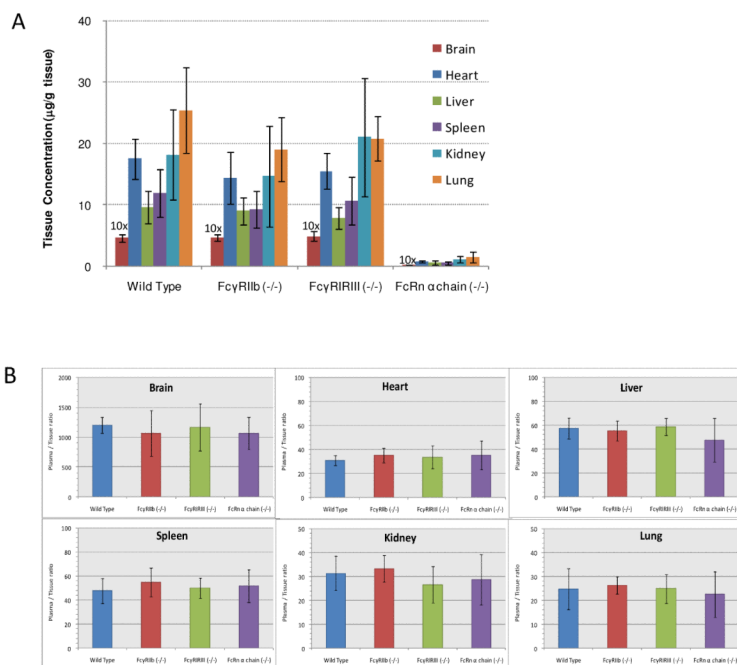 A
Tissue Concentration (µg/g tissue)
40
30
20
10
0
Brain
Heart
Liver
Spleen
Kidney
Lung
10x
10x
10x
10x
Wild Type
FcγRIIb (-/-)
FcγRIRIII (-/-)
FcRn α chain (-/-)
B
Brain
Plasma / Tissue ratio
2000
1500
1000
500
0
Wild Type
FcγRIIb (-/-)
FcγRIRIII (-/-)
FcRn α chain (-/-)
Heart
Plasma / Tissue ratio
100
80
60
40
20
0
Wild Type
FcγRIIb (-/-)
FcγRIRIII (-/-)
FcRn α chain (-/-)
Liver
Plasma / Tissue ratio
100
80
60
40
20
0
Wild Type
FcγRIIb (-/-)
FcγRIRIII (-/-)
FcRn α chain (-/-)
Spleen
Plasma / Tissue ratio
100
80
60
40
20
0
Wild Type
FcγRIIb (-/-)
FcγRIRIII (-/-)
FcRn α chain (-/-)
Kidney
Plasma / Tissue ratio
50
40
30
20
10
0
Wild Type
FcγRIIb (-/-)
FcγRIRIII (-/-)
FcRn α chain (-/-)
Lung
Plasma / Tissue ratio
50
40
30
20
10
0
Wild Type
FcγRIIb (-/-)
FcγRIRIII (-/-)
FcRn α chain (-/-)